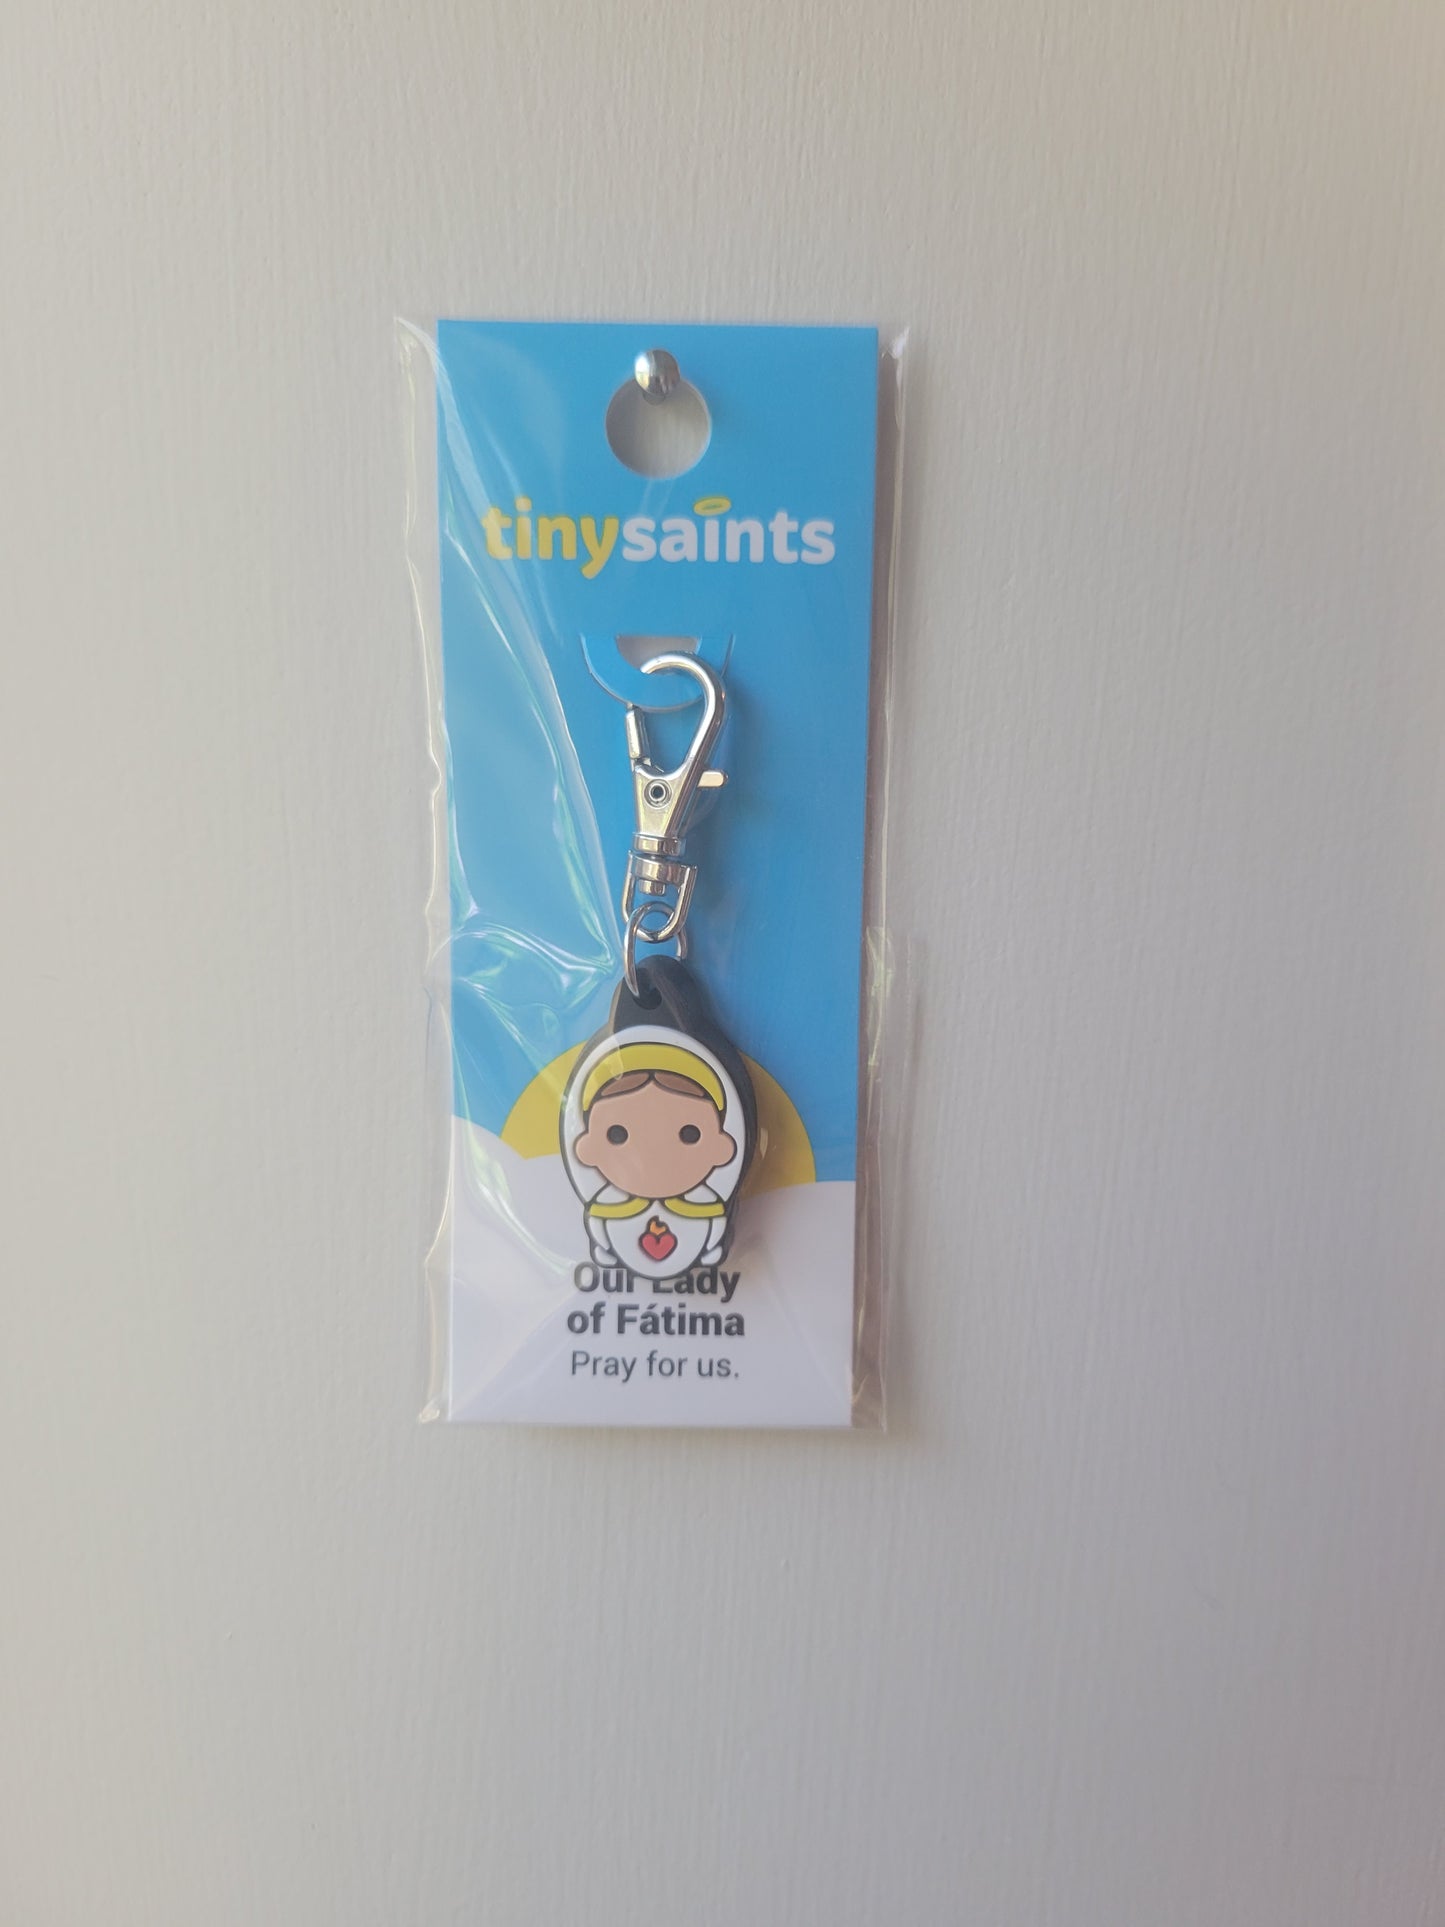 tinysaints
Our Lady
of Fátima
Pray for us.